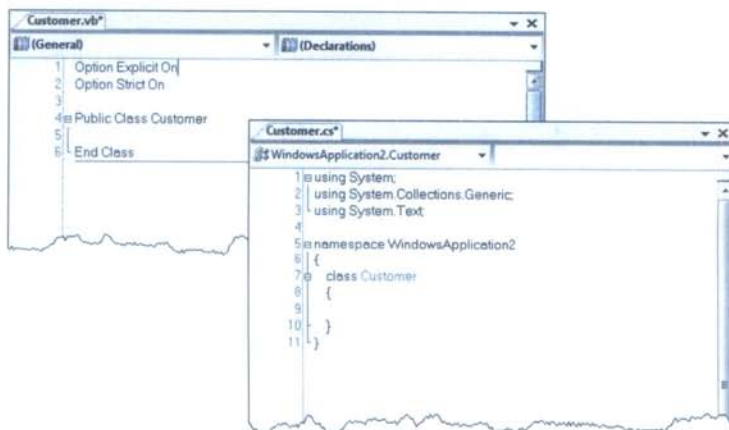 Customer.vb*
(General) (Declarations)
1 Option Explicit On
2 Option Strict On
3
4 Public Class Customer
5
6 End Class
Customer.cs*
WindowsApplication2.Customer
1 using System;
2 using System.Collections.Generic;
3 using System.Text;
4
5 namespace WindowsApplication2
6 {
7 class Customer
8 {
9
10 }
11 }